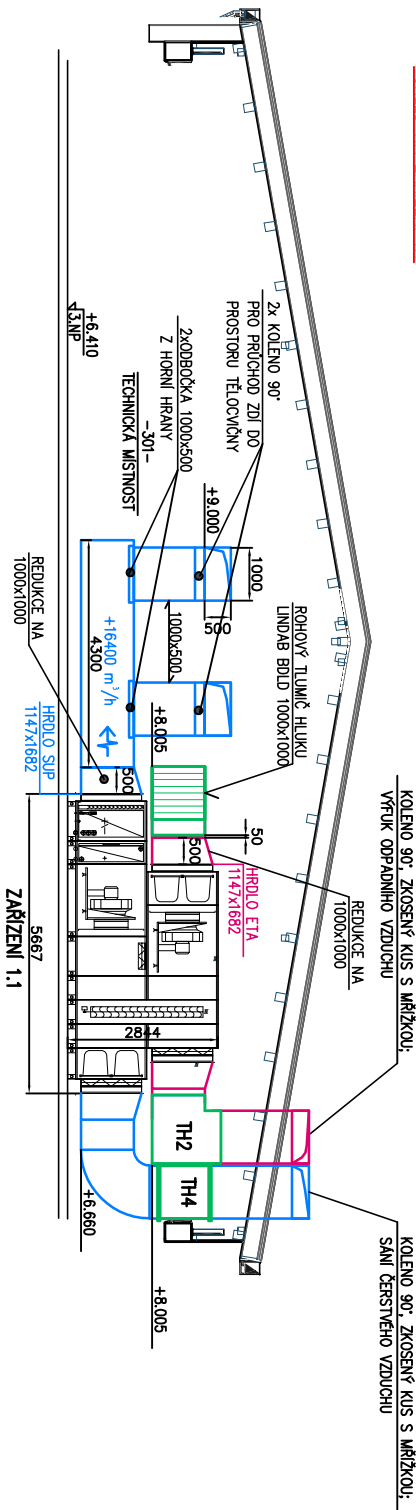 KOLENO 90°, ZKOSENÝ KUS S MŘÍŽKOU;
VÝFUK ODPADNÍHO VZDUCHU
KOLENO 90°, ZKOSENÝ KUS S MŘÍŽKOU;
SÁNÍ ČERSTVÉHO VZDUCHU
2x KOLENO 90°
PRO PRŮCHOD ZDÍ DO
PROSTORU TĚLOCVIČNY
2xODBOČKA 1000x500
Z HORNÍ HRANY
-301-
TECHNICKÁ MÍSTNOST
+6.410
3.NP
+9.000
1000
500
1000x500
ROHOVÝ TLUMIČ HLUKU
LINDAB BDLD 1000x1000
REDUKCE NA
1000x1000
HRDLO ETA
1147x1682
50
500
+8.005
+16400 m³/h
4300
500
REDUKCE NA
1000x1000
HRDLO SUP
1147x1682
5667
2844
ZAŘÍZENÍ 1.1
TH2
TH4
+6.660
+8.005